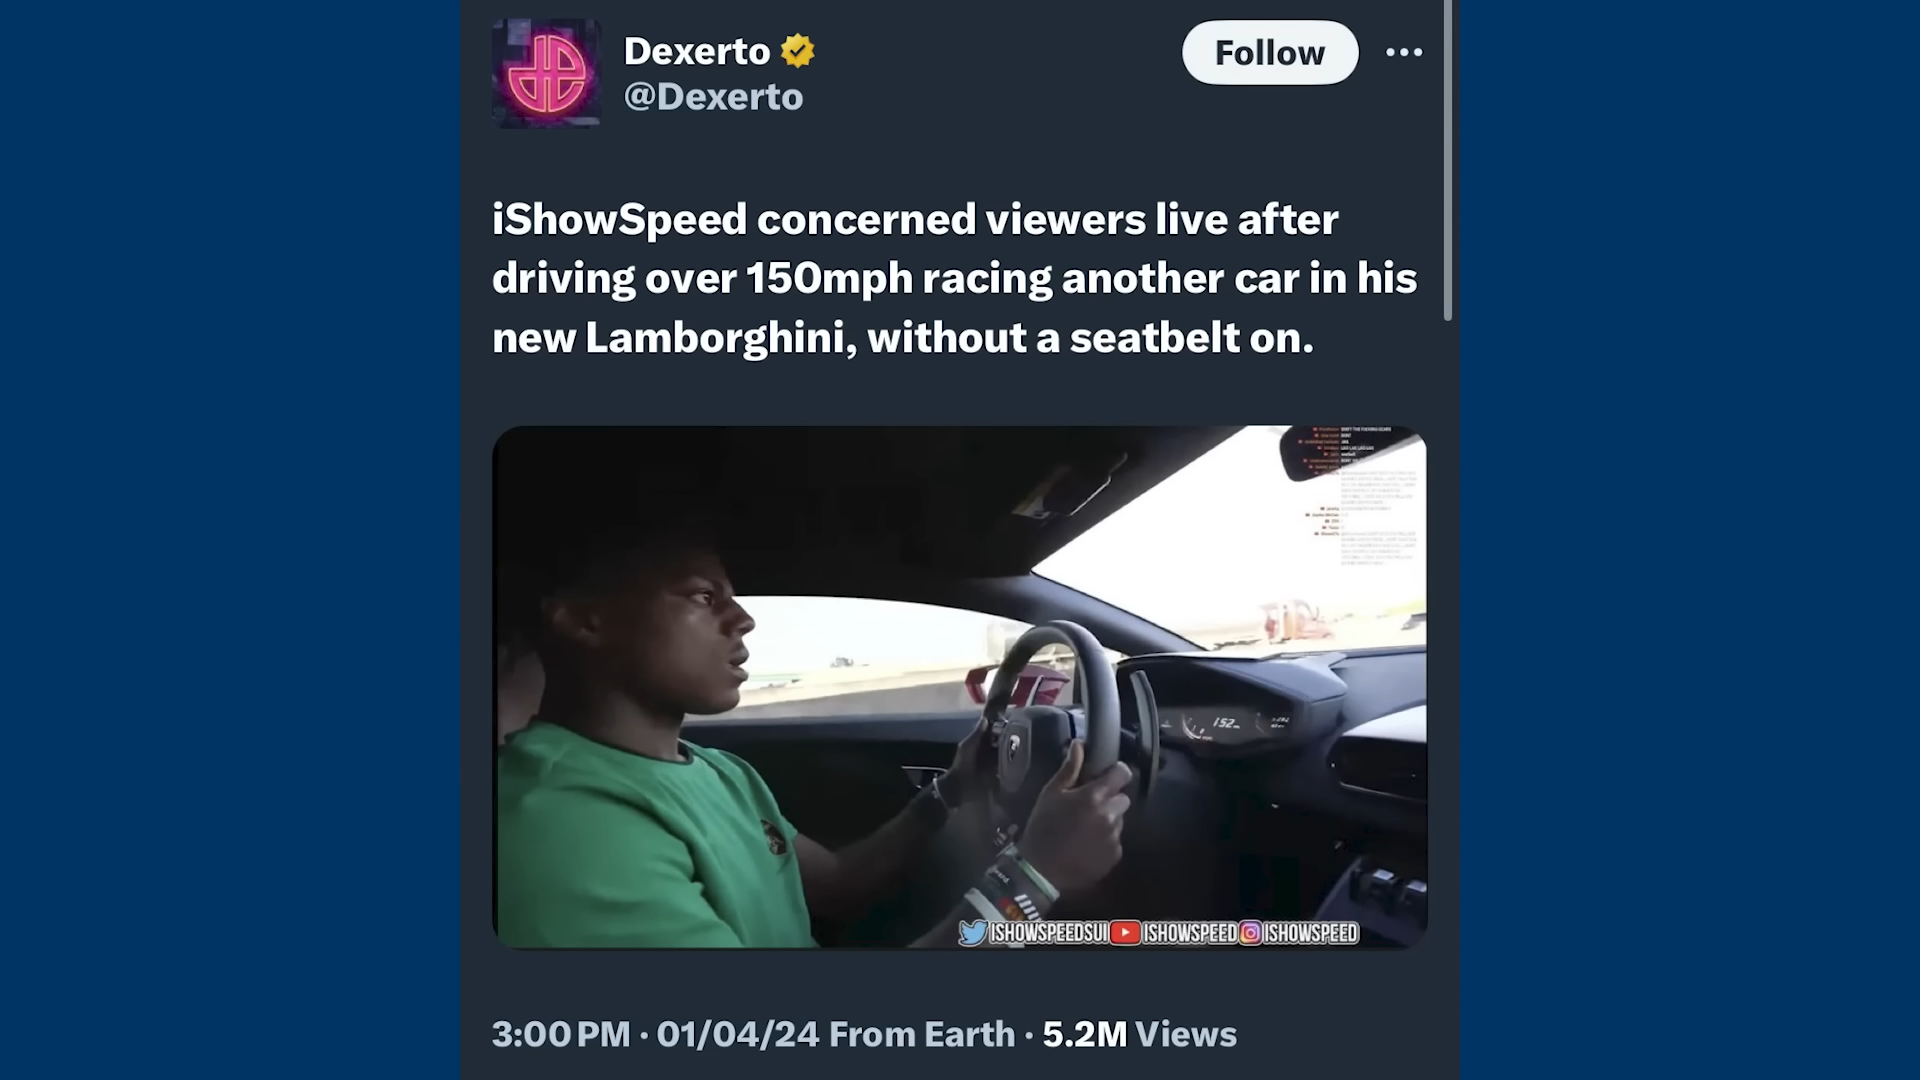 Dexerto
Follow
@Dexerto
iShowSpeed concerned viewers live after
driving over 150mph racing another car in his
new Lamborghini, without a seatbelt on.
152
ISHOWSPEEDSUI ISHOWSPEED ISHOWSPEED
3:00 PM · 01/04/24 From Earth · 5.2M Views